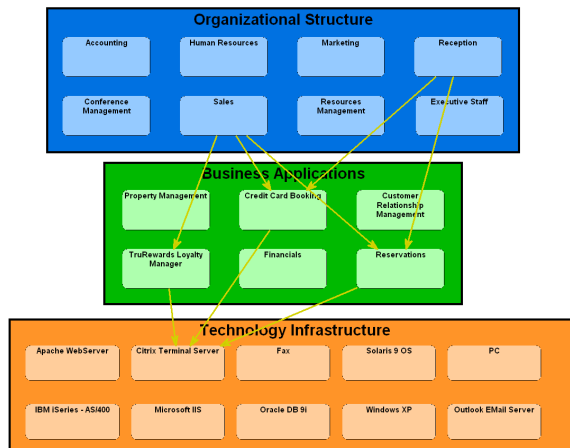 Organizational Structure
Accounting
Human Resources
Marketing
Reception
Conference
Management
Sales
Resources
Management
Executive Staff
Business Applications
Property Management
Credit Card Booking
Customer
Relationship
Management
TruRewards Loyalty
Manager
Financials
Reservations
Technology Infrastructure
Apache WebServer
Citrix Terminal Server
Fax
Solaris 9 OS
PC
IBM iSeries - AS/400
Microsoft IIS
Oracle DB 9i
Windows XP
Outlook EMail Server